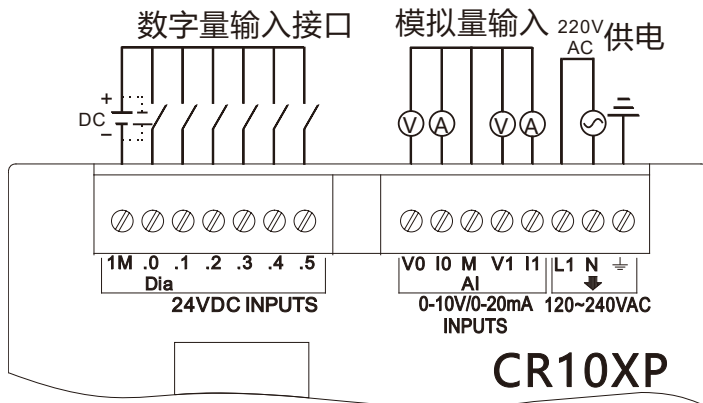 数字量输入接口
模拟量输入
220V
AC
供电
+
DC
−
V A V A
1M .0 .1 .2 .3 .4 .5
Dia
24VDC INPUTS
V0 I0 M V1 I1
AI
0-10V/0-20mA
INPUTS
L1 N
120~240VAC
CR10XP